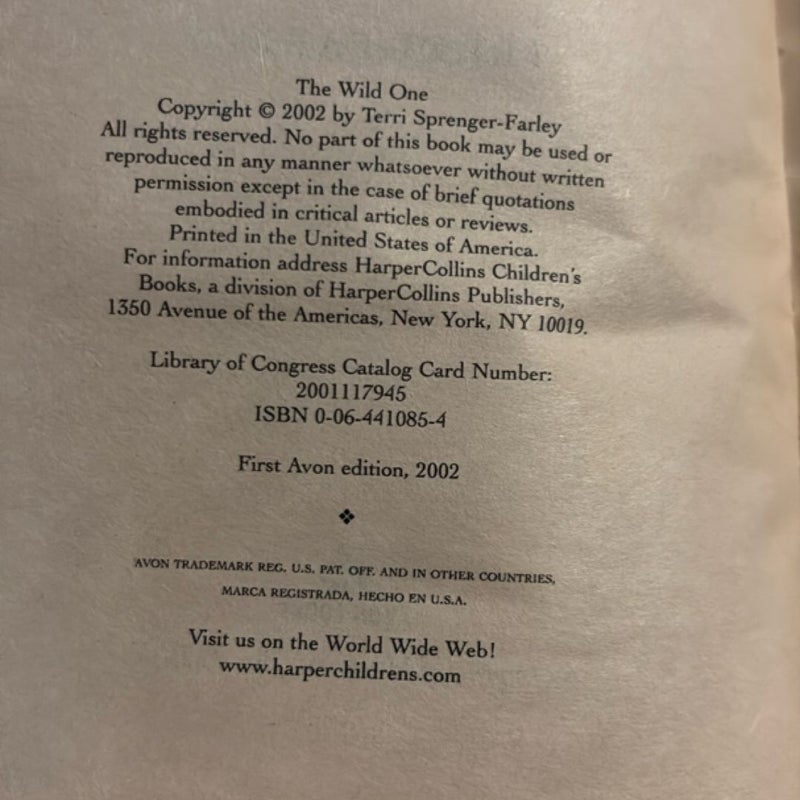 The Wild One
Copyright © 2002 by Terri Sprenger-Farley
All rights reserved. No part of this book may be used or
reproduced in any manner whatsoever without written
permission except in the case of brief quotations
embodied in critical articles or reviews.
Printed in the United States of America.
For information address HarperCollins Children's
Books, a division of HarperCollins Publishers,
1350 Avenue of the Americas, New York, NY 10019.
Library of Congress Catalog Card Number:
2001117945
ISBN 0-06-441085-4
First Avon edition, 2002
AVON TRADEMARK REG. U.S. PAT. OFF. AND IN OTHER COUNTRIES,
MARCA REGISTRADA, HECHO EN U.S.A.
Visit us on the World Wide Web!
www.harperchildrens.com